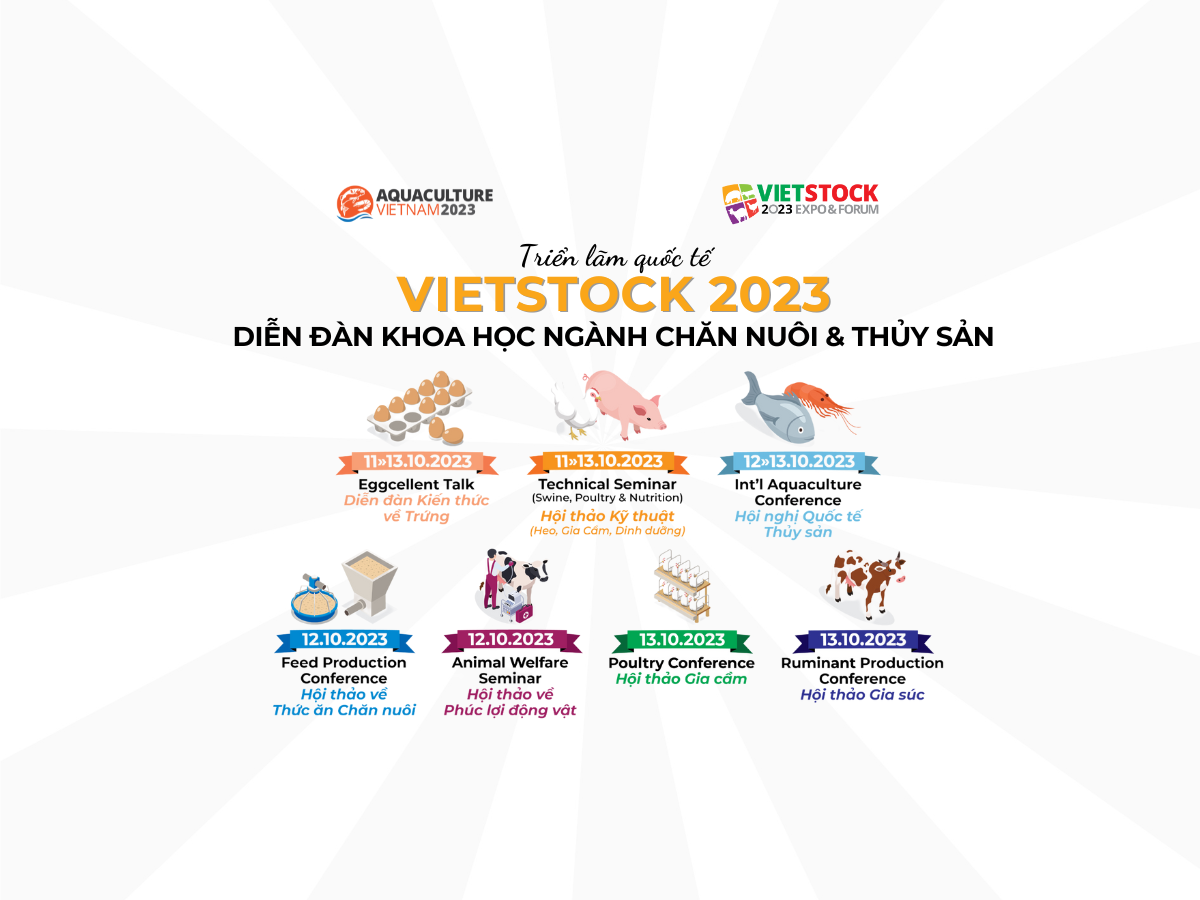 AQUACULTURE
VIETNAM 2023
VIETSTOCK
2023 EXPO & FORUM
Triển lãm quốc tế
VIETSTOCK 2023
DIỄN ĐÀN KHOA HỌC NGÀNH CHĂN NUÔI & THỦY SẢN
11»13.10.2023
Eggcellent Talk
Diễn đàn Kiến thức
về Trứng
11»13.10.2023
Technical Seminar
(Swine, Poultry & Nutrition)
Hội thảo Kỹ thuật
(Heo, Gia Cầm, Dinh dưỡng)
12»13.10.2023
Int'l Aquaculture
Conference
Hội nghị Quốc tế
Thủy sản
12.10.2023
Feed Production
Conference
Hội thảo về
Thức ăn Chăn nuôi
12.10.2023
Animal Welfare
Seminar
Hội thảo về
Phúc lợi động vật
13.10.2023
Poultry Conference
Hội thảo Gia cầm
13.10.2023
Ruminant Production
Conference
Hội thảo Gia súc